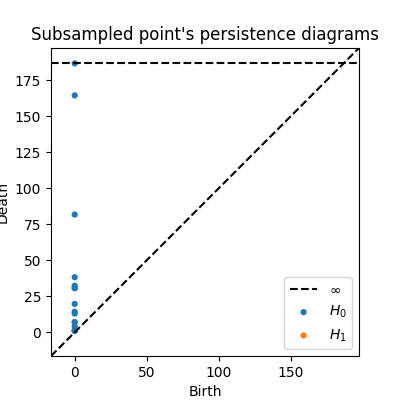 Subsampled point's persistence diagrams
Death
175
150
125
100
75
50
25
0
0 50 100 150
Birth
∞
H₀
H₁